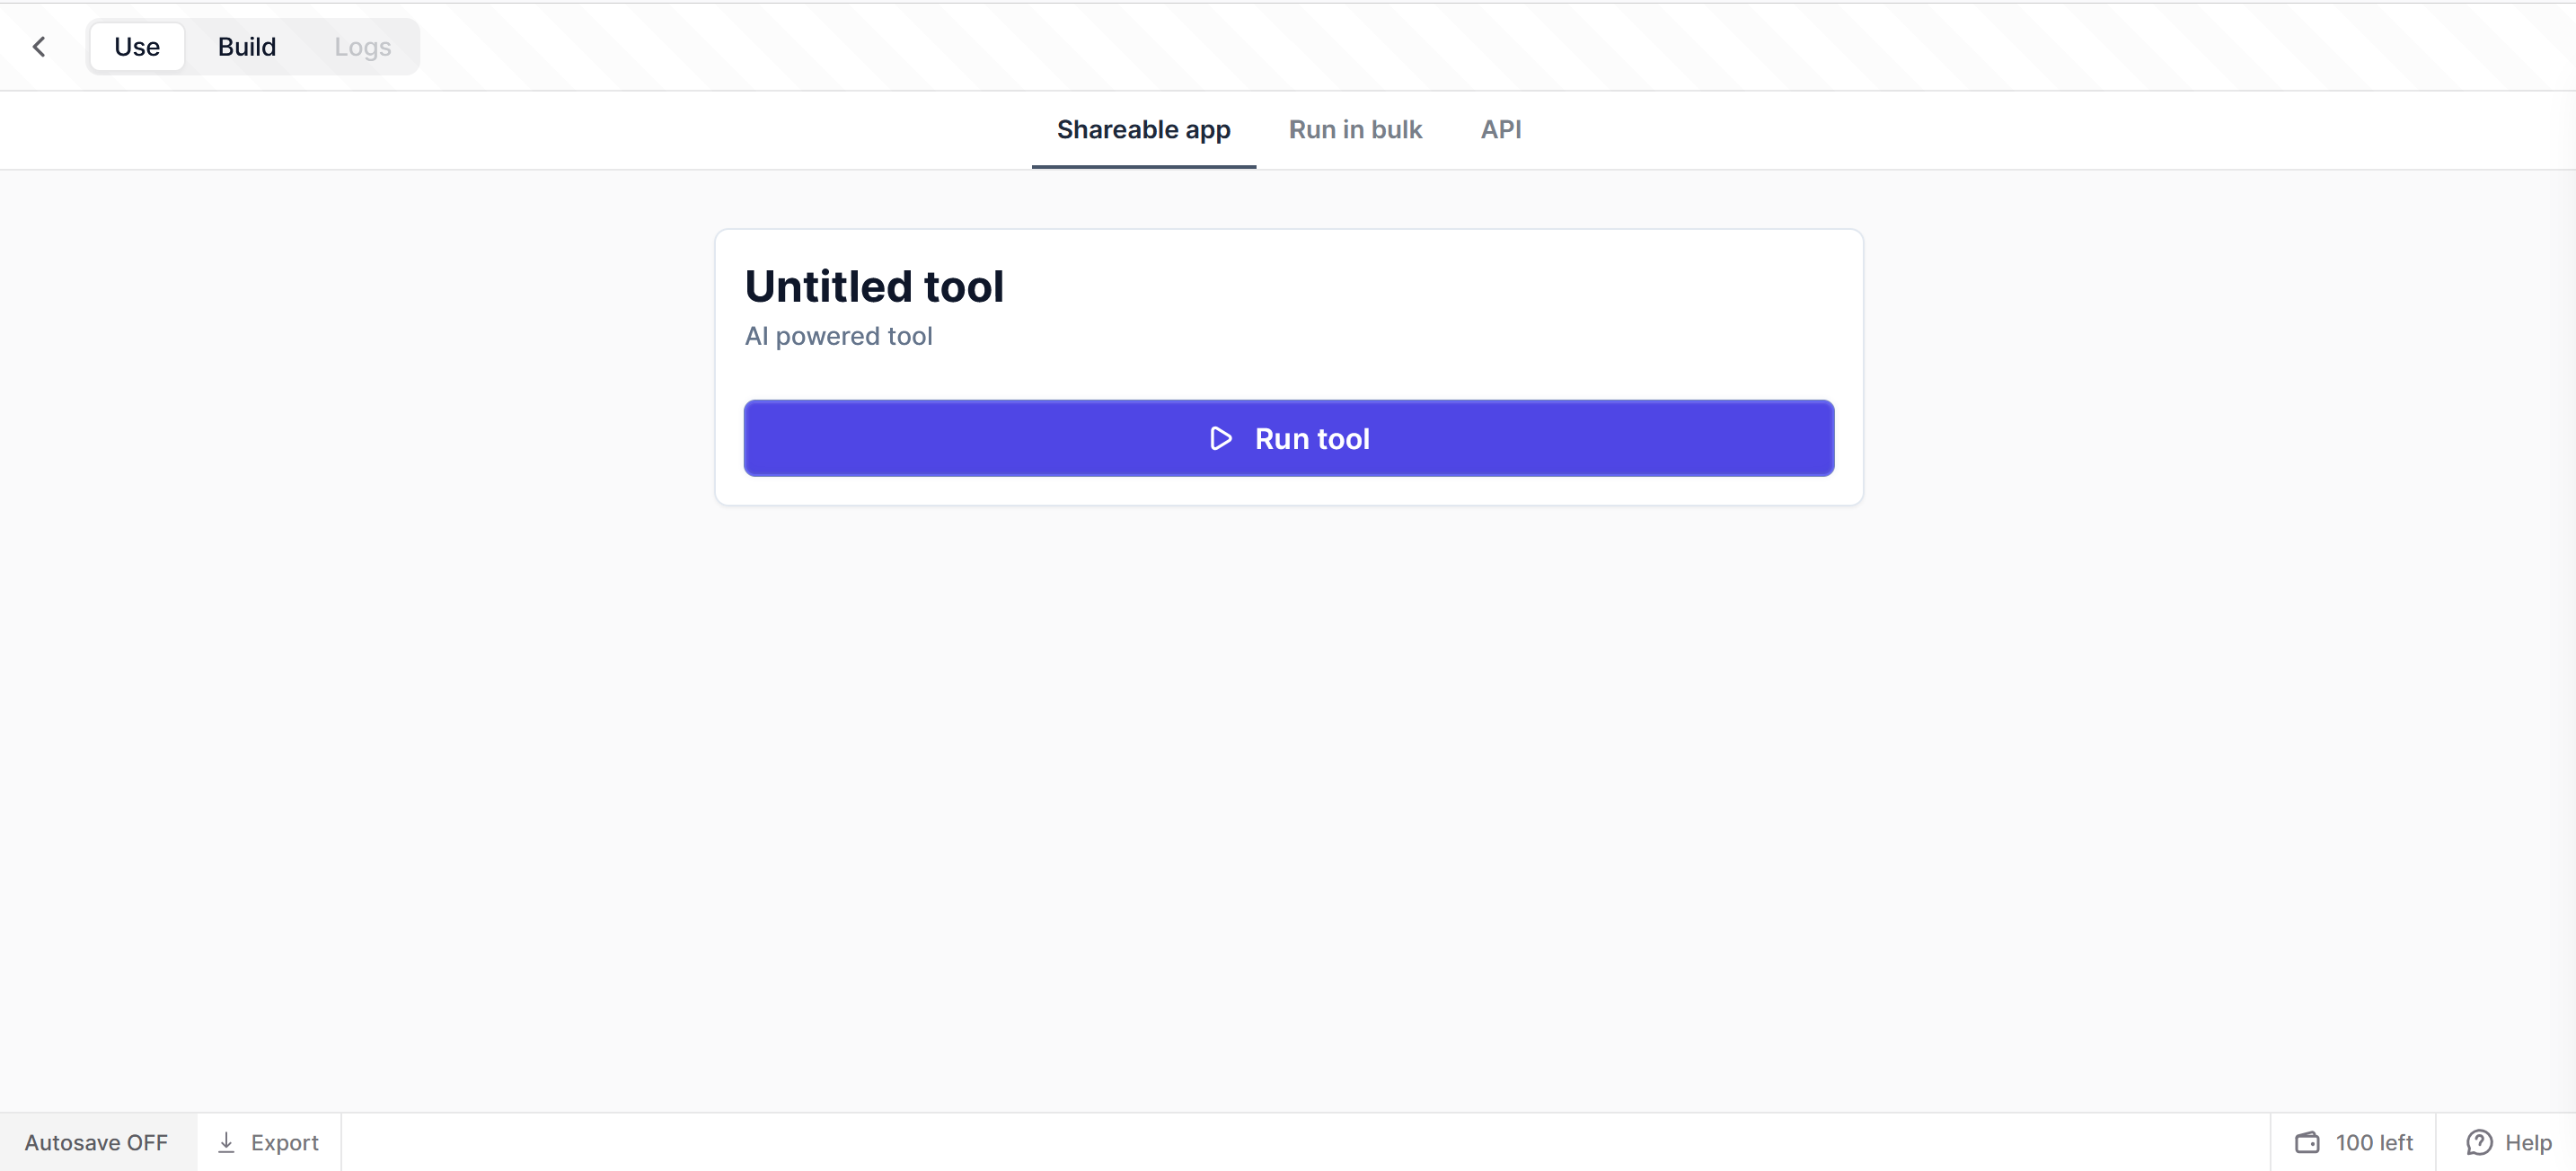 Use Build Logs
Shareable app Run in bulk API
Untitled tool
AI powered tool
Run tool
Autosave OFF Export 100 left Help